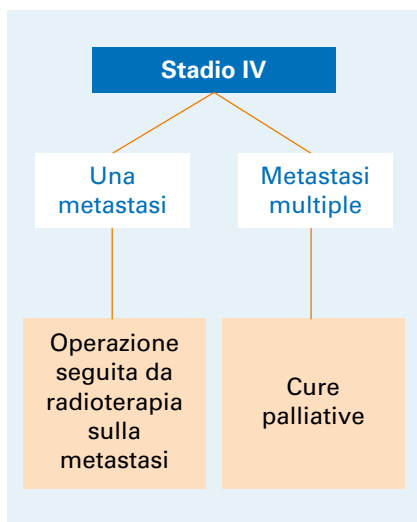 Stadio IV
Una
metastasi
Metastasi
multiple
Operazione
seguita da
radioterapia
sulla
metastasi
Cure
palliative